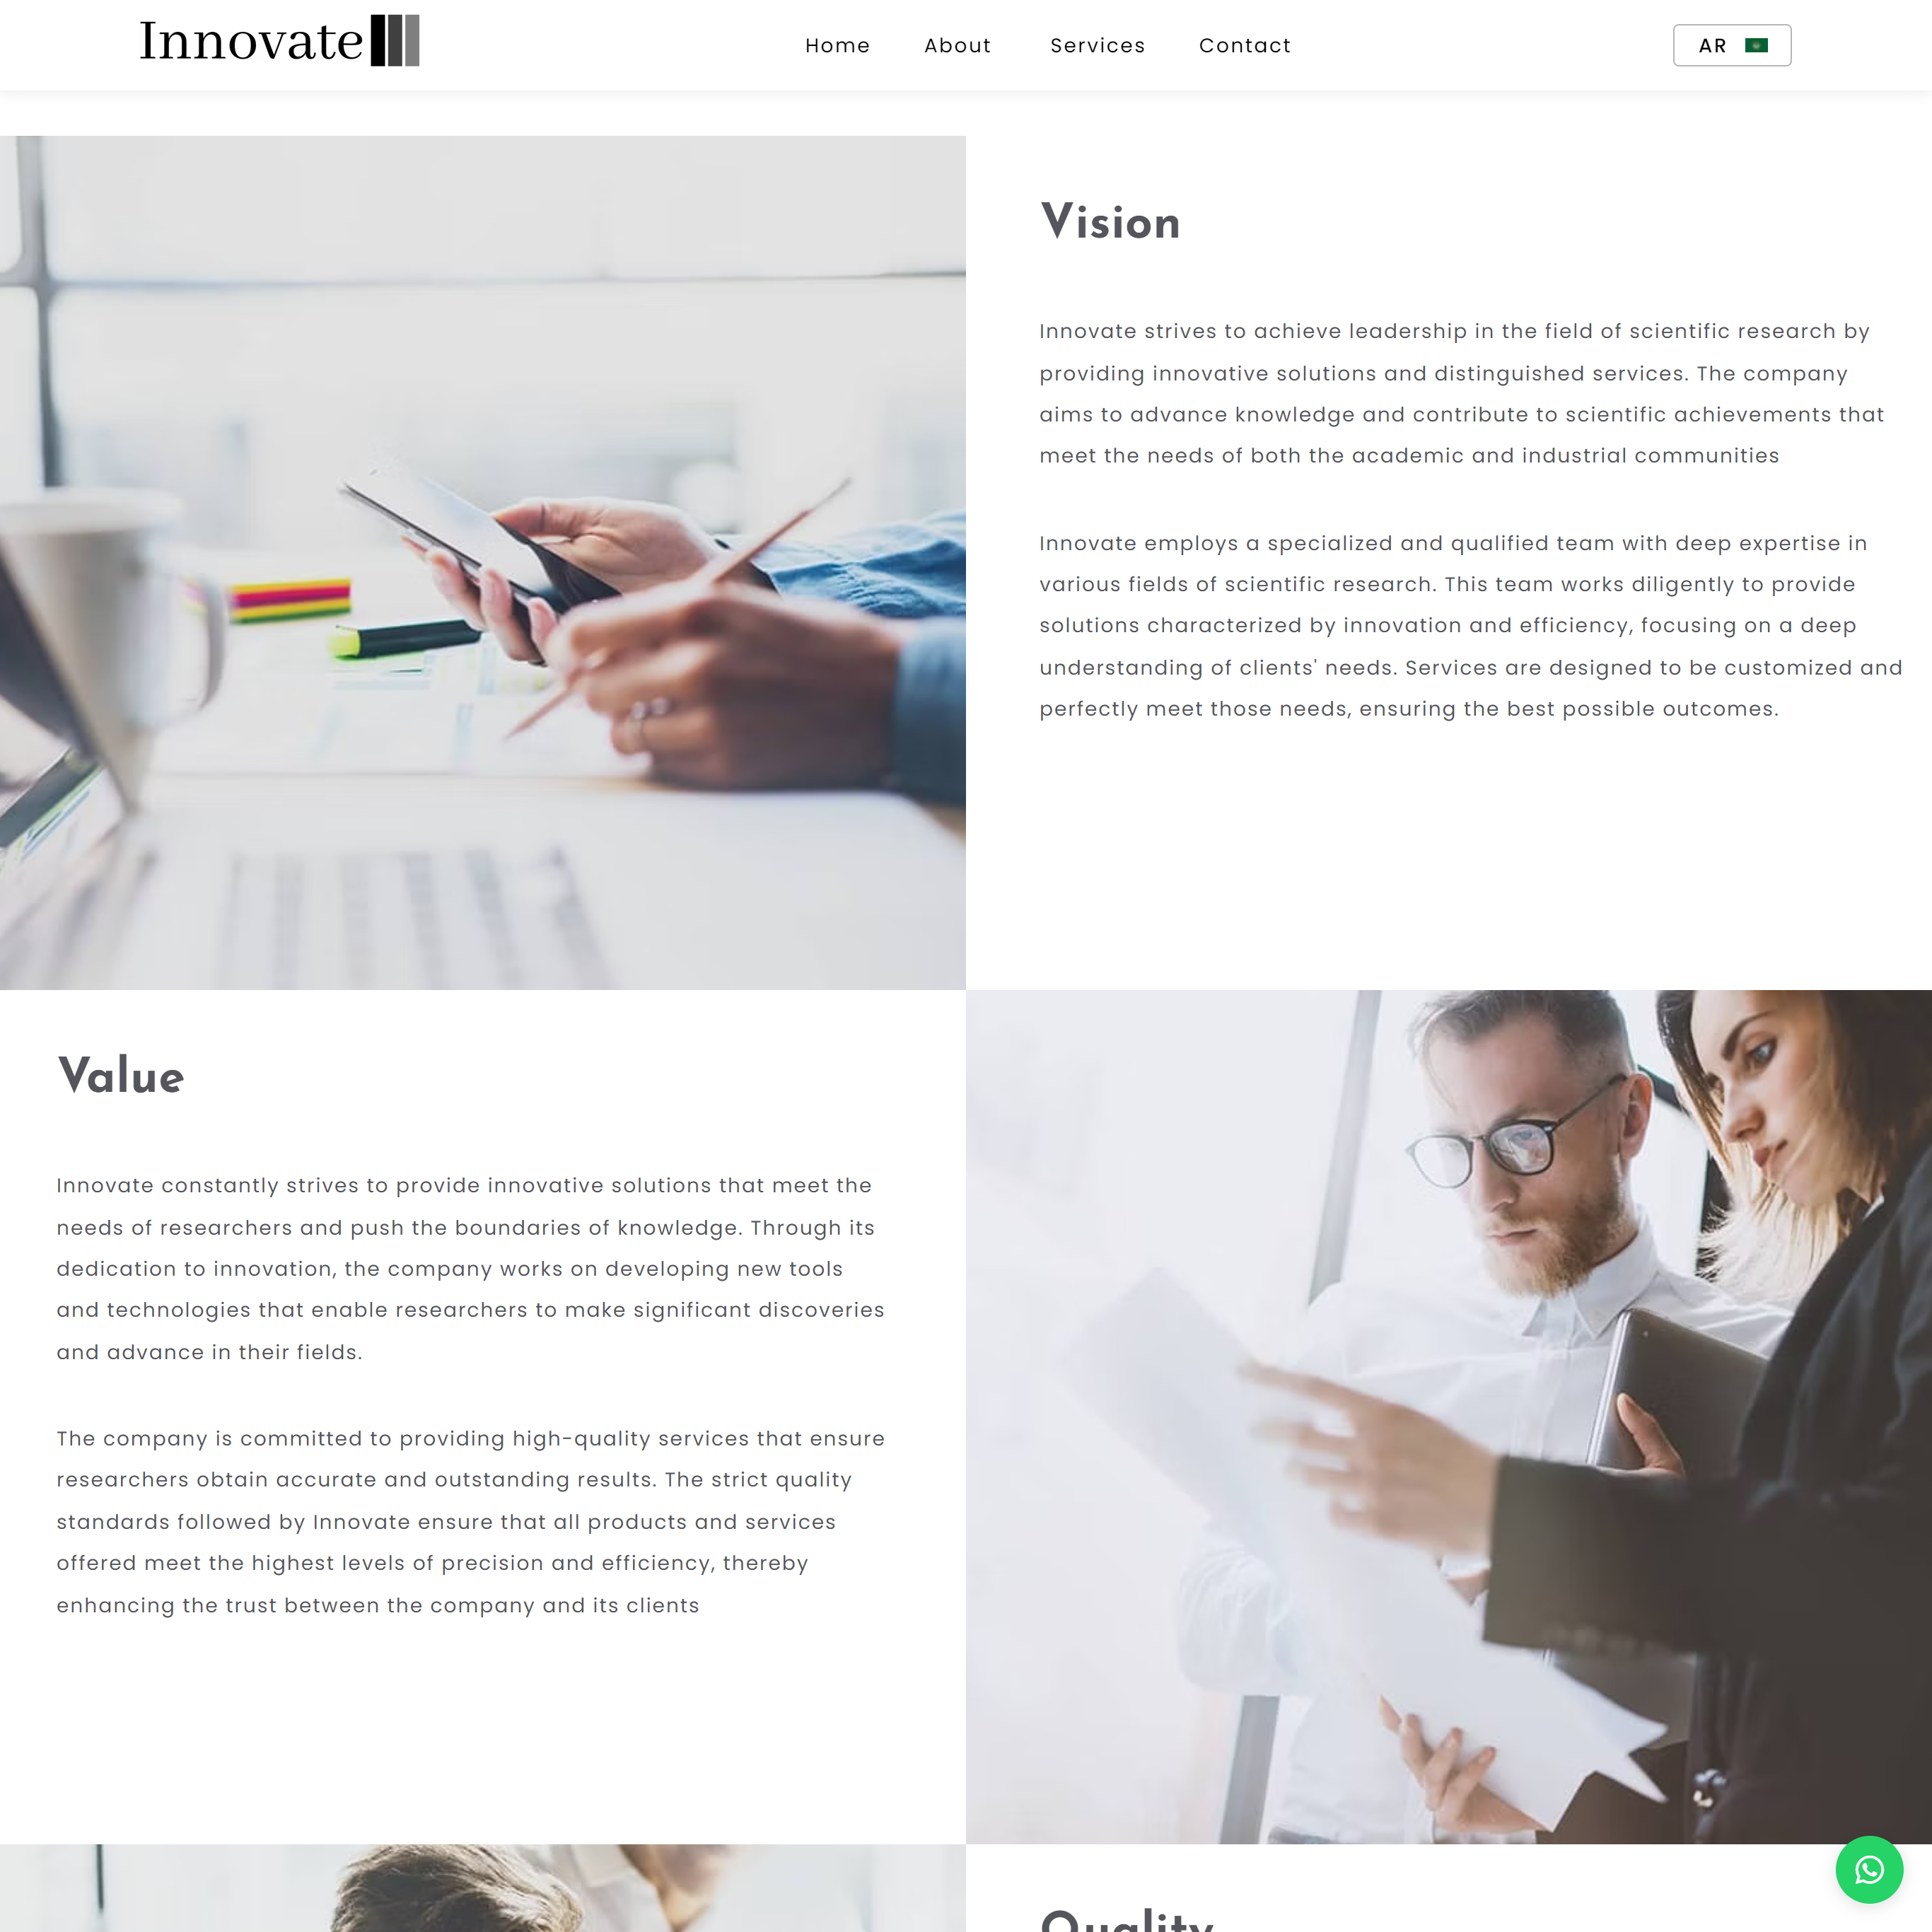 Innovate
Home About Services Contact
AR
Vision
Innovate strives to achieve leadership in the field of scientific research by
providing innovative solutions and distinguished services. The company
aims to advance knowledge and contribute to scientific achievements that
meet the needs of both the academic and industrial communities
Innovate employs a specialized and qualified team with deep expertise in
various fields of scientific research. This team works diligently to provide
solutions characterized by innovation and efficiency, focusing on a deep
understanding of clients' needs. Services are designed to be customized and
perfectly meet those needs, ensuring the best possible outcomes.
Value
Innovate constantly strives to provide innovative solutions that meet the
needs of researchers and push the boundaries of knowledge. Through its
dedication to innovation, the company works on developing new tools
and technologies that enable researchers to make significant discoveries
and advance in their fields.
The company is committed to providing high-quality services that ensure
researchers obtain accurate and outstanding results. The strict quality
standards followed by Innovate ensure that all products and services
offered meet the highest levels of precision and efficiency, thereby
enhancing the trust between the company and its clients
Quality